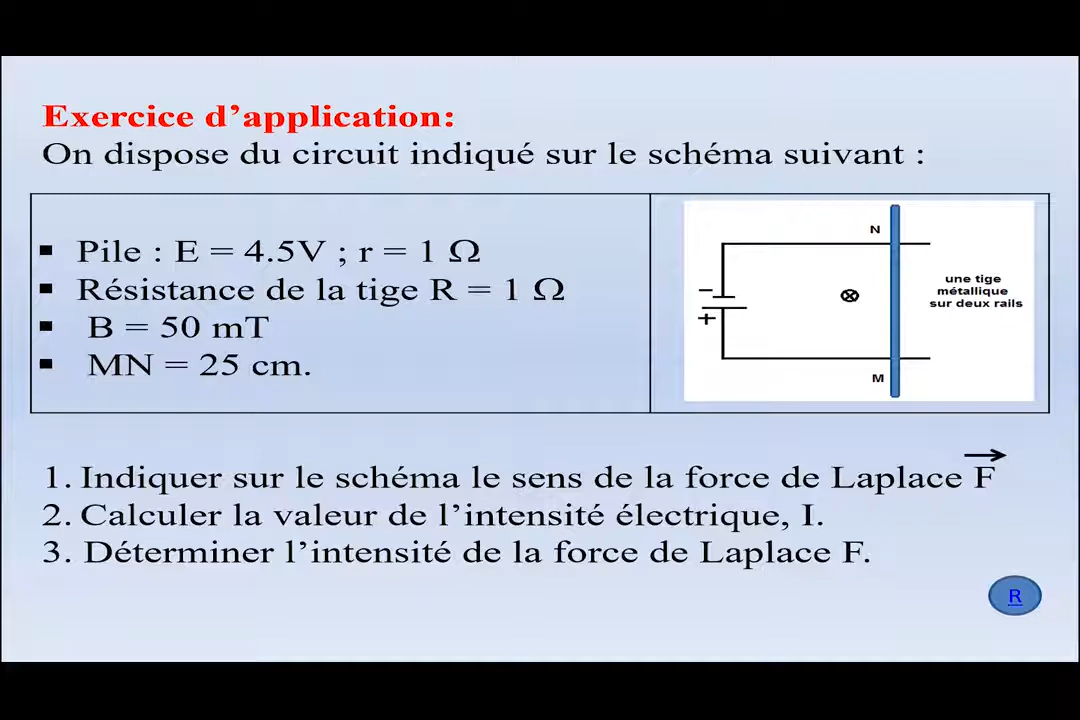 Exercice d’application:
On dispose du circuit indiqué sur le schéma suivant :
▪ Pile : E = 4.5V ; r = 1 Ω
▪ Résistance de la tige R = 1 Ω
▪ B = 50 mT
▪ MN = 25 cm.
N
−
+
⊗
une tige
métallique
sur deux rails
M
1. Indiquer sur le schéma le sens de la force de Laplace F⃗
2. Calculer la valeur de l’intensité électrique, I.
3. Déterminer l’intensité de la force de Laplace F.
R